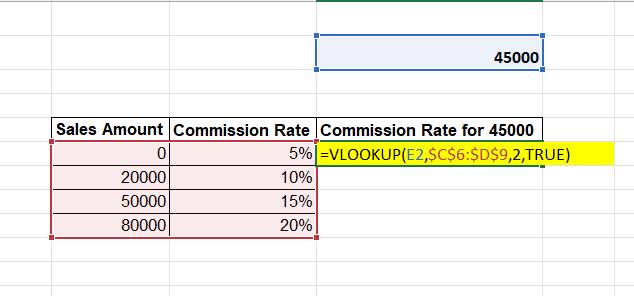 45000
Sales Amount Commission Rate Commission Rate for 45000
0 5% =VLOOKUP(E2,$C$6:$D$9,2,TRUE)
20000 10%
50000 15%
80000 20%